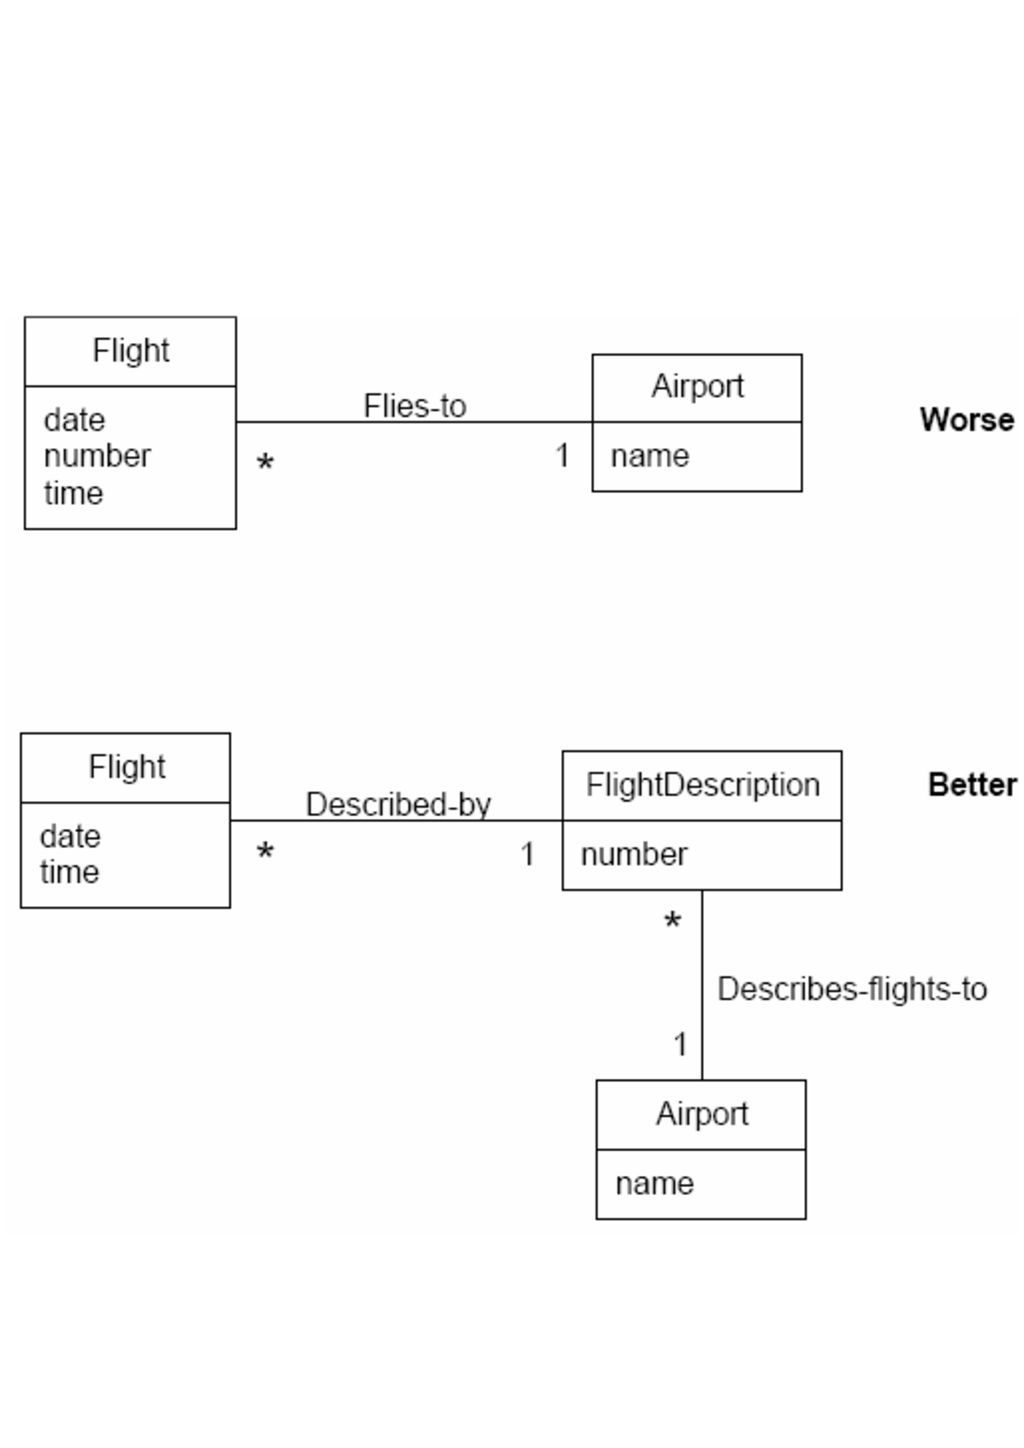 Flight
date
number
time
Flies-to
*
1
Airport
name
Worse
Flight
date
time
Described-by
*
1
FlightDescription
number
Better
*
Describes-flights-to
1
Airport
name